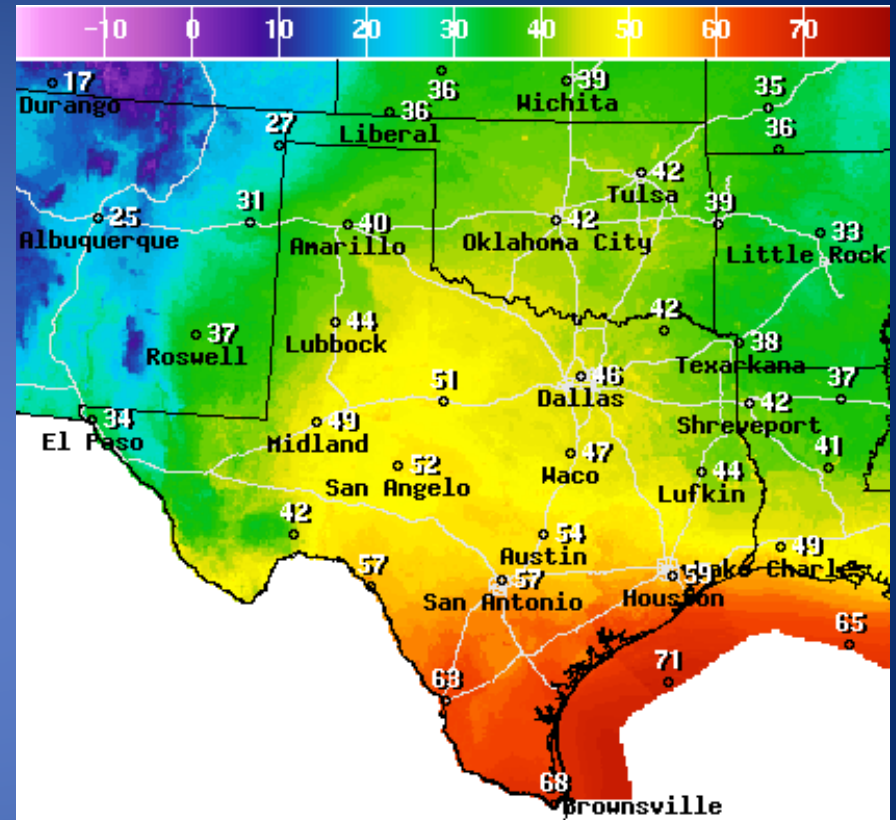 -10 0 10 20 30 40 50 60 70
17 36 39 35
Durango Wichita
36
Liberal
27 36
42
Tulsa
25 31 40 42 39 33
Albuquerque Amarillo Oklahoma City Little Rock
44 42
37 38
Roswell Lubbock Texarkana
46
51 Dallas 37
34 49 42
El Paso Midland Shreveport
52 47 44 41
San Angelo Waco Lufkin
42 54 49
Austin
57 57 59 Lake Charles
San Antonio Houston
65
63 71
68
Brownsville